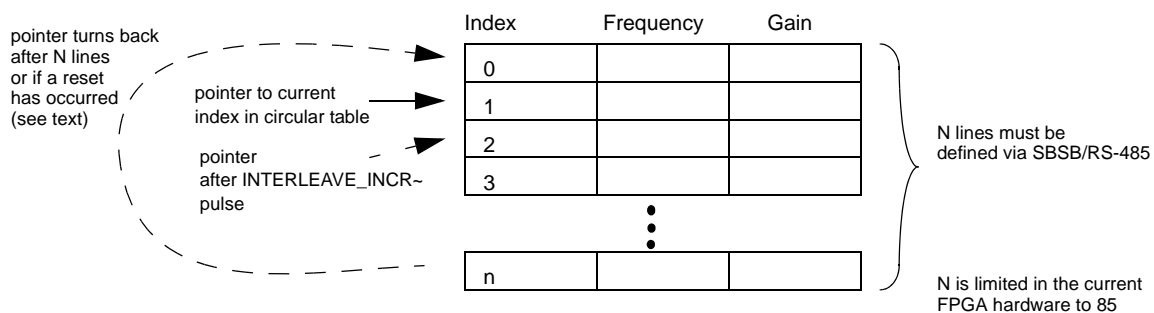 Index Frequency Gain
pointer turns back
after N lines
or if a reset
has occurred
(see text)
pointer to current
index in circular table
pointer
after INTERLEAVE_INCR~
pulse
0
1
2
3
n
N lines must be
defined via SBSB/RS-485
N is limited in the current
FPGA hardware to 85